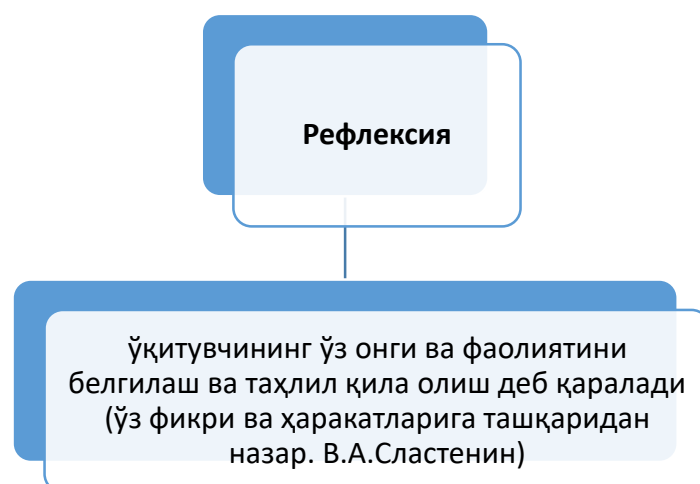 Рефлексия
ўқитувчининг ўз онги ва фаолиятини
белгилаш ва таҳлил қила олиш деб қаралади
(ўз фикри ва ҳаракатларига ташқаридан
назар. В.А.Сластенин)